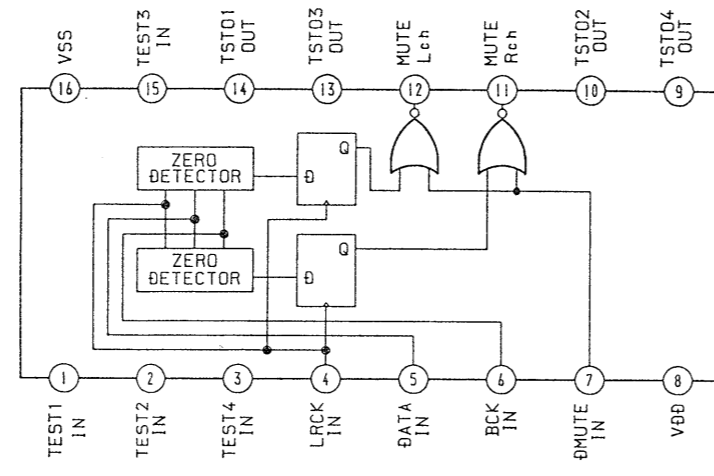 VSS
TEST3
IN
TSTO1
OUT
TSTO3
OUT
MUTE
Lch
MUTE
Rch
TSTO2
OUT
TSTO4
OUT
16
15
14
13
12
11
10
9
ZERO
DETECTOR
D
Q
ZERO
DETECTOR
D
Q
1
2
3
4
5
6
7
8
TEST1
IN
TEST2
IN
TEST4
IN
LRCK
IN
DATA
IN
BCK
IN
DMUTE
IN
VDD